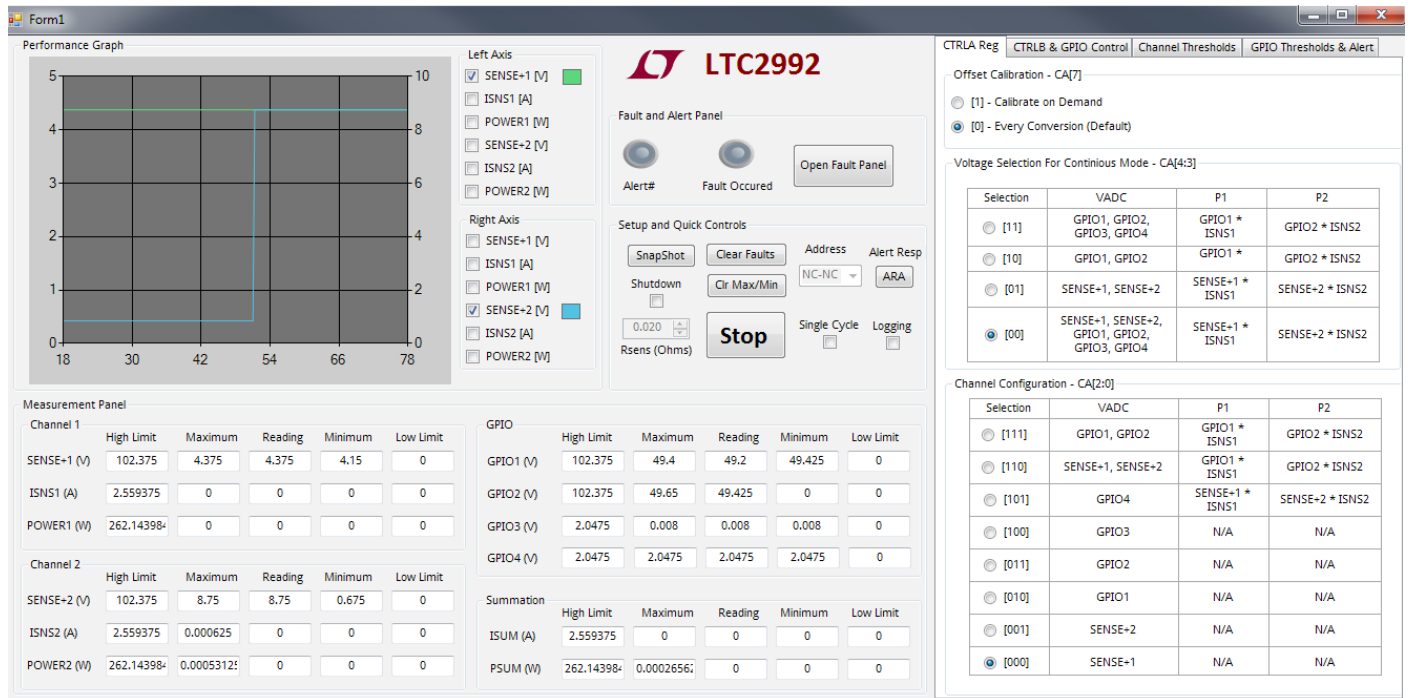 Form1
Performance Graph
5 10
4 8
3 6
2 4
1 2
0 0
18 30 42 54 66 78
Left Axis
SENSE+1 [V]
ISNS1 [A]
POWER1 [W]
SENSE+2 [V]
ISNS2 [A]
POWER2 [W]
Right Axis
SENSE+1 [V]
ISNS1 [A]
POWER1 [W]
SENSE+2 [V]
ISNS2 [A]
POWER2 [W]
LTC2992
Fault and Alert Panel
Alert# Fault Occured Open Fault Panel
Setup and Quick Controls
SnapShot Clear Faults Address Alert Resp
Shutdown Clr Max/Min NC-NC ARA
0.020 Stop Single Cycle Logging
Rsens (Ohms)
Measurement Panel
Channel 1
High Limit Maximum Reading Minimum Low Limit
SENSE+1 (V) 102.375 4.375 4.375 4.15 0
ISNS1 (A) 2.559375 0 0 0 0
POWER1 (W) 262.143984 0 0 0 0
Channel 2
High Limit Maximum Reading Minimum Low Limit
SENSE+2 (V) 102.375 8.75 8.75 0.675 0
ISNS2 (A) 2.559375 0.000625 0 0 0
POWER2 (W) 262.143984 0.00053125 0 0 0
GPIO
High Limit Maximum Reading Minimum Low Limit
GPIO1 (V) 102.375 49.4 49.2 49.425 0
GPIO2 (V) 102.375 49.65 49.425 0 0
GPIO3 (V) 2.0475 0.008 0.008 0.008 0
GPIO4 (V) 2.0475 2.0475 2.0475 2.0475 0
Summation
High Limit Maximum Reading Minimum Low Limit
ISUM (A) 2.559375 0 0 0 0
PSUM (W) 262.143984 0.00026562 0 0 0
CTRLA Reg CTRLB & GPIO Control Channel Thresholds GPIO Thresholds & Alert
Offset Calibration - CA[7]
[1] - Calibrate on Demand
[0] - Every Conversion (Default)
Voltage Selection For Continious Mode - CA[4:3]
Selection VADC P1 P2
[11] GPIO1, GPIO2, GPIO3, GPIO4 GPIO1 * ISNS1 GPIO2 * ISNS2
[10] GPIO1, GPIO2 GPIO1 * GPIO2 * ISNS2
[01] SENSE+1, SENSE+2 SENSE+1 * ISNS1 SENSE+2 * ISNS2
[00] SENSE+1, SENSE+2, GPIO1, GPIO2, GPIO3, GPIO4 SENSE+1 * ISNS1 SENSE+2 * ISNS2
Channel Configuration - CA[2:0]
Selection VADC P1 P2
[111] GPIO1, GPIO2 GPIO1 * ISNS1 GPIO2 * ISNS2
[110] SENSE+1, SENSE+2 GPIO1 * ISNS1 GPIO2 * ISNS2
[101] GPIO4 SENSE+1 * ISNS1 SENSE+2 * ISNS2
[100] GPIO3 N/A N/A
[011] GPIO2 N/A N/A
[010] GPIO1 N/A N/A
[001] SENSE+2 N/A N/A
[000] SENSE+1 N/A N/A